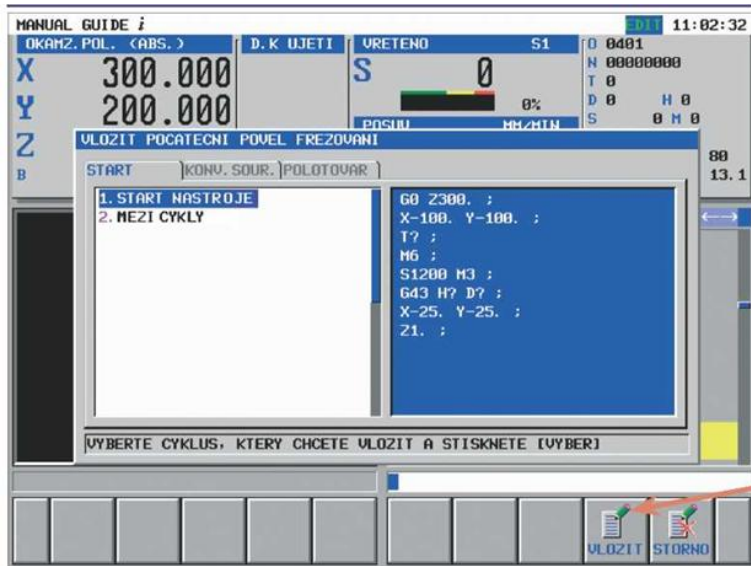 MANUAL GUIDE i EDIT 11:02:32
OKAMZ.POL. (ABS.) D.K UJETI VRETENO S1 O 0401
X 300.000 S 0 N 00000000
T 0
Y 200.000 0% D 0 H 0
POSUV MM/MIN S 0 M 0
VLOZIT POCATECNI POVEL FREZOVANI
Z 80
B START KONV. SOUR. POLOTOVAR 13.1
1. START NASTROJE
2. MEZI CYKLY
G0 Z300. ;
X-100. Y-100. ;
T? ;
M6 ;
S1200 M3 ;
G43 H? D? ;
X-25. Y-25. ;
Z1. ;
VYBERTE CYKLUS, KTERY CHCETE VLOZIT A STISKNETE [VYBER]
VLOZIT STORNO